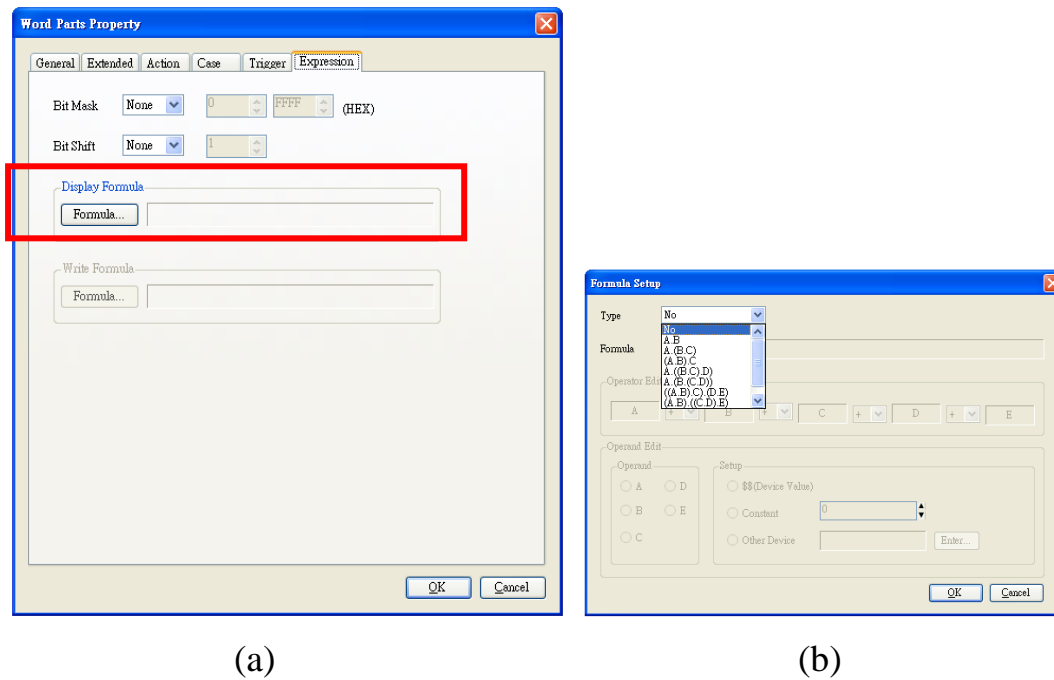 Word Parts Property
General Extended Action Case Trigger Expression
Bit Mask None 0 FFFF (HEX)
Bit Shift None 1
Display Formula
Formula...
Write Formula
Formula...
OK Cancel
(a)
Formula Setup
Type No
No
A.B
A.(B.C)
(A.B).C
A.((B.C).D)
A.(B.(C.D))
((A.B).C).(D.E)
(A.B).((C.D).E)
Formula
Operator Edi
A + B + C + D + E
Operand Edit
Operand
A D
B E
C
Setup
$$(Device Value)
Constant 0
Other Device Enter...
OK Cancel
(b)